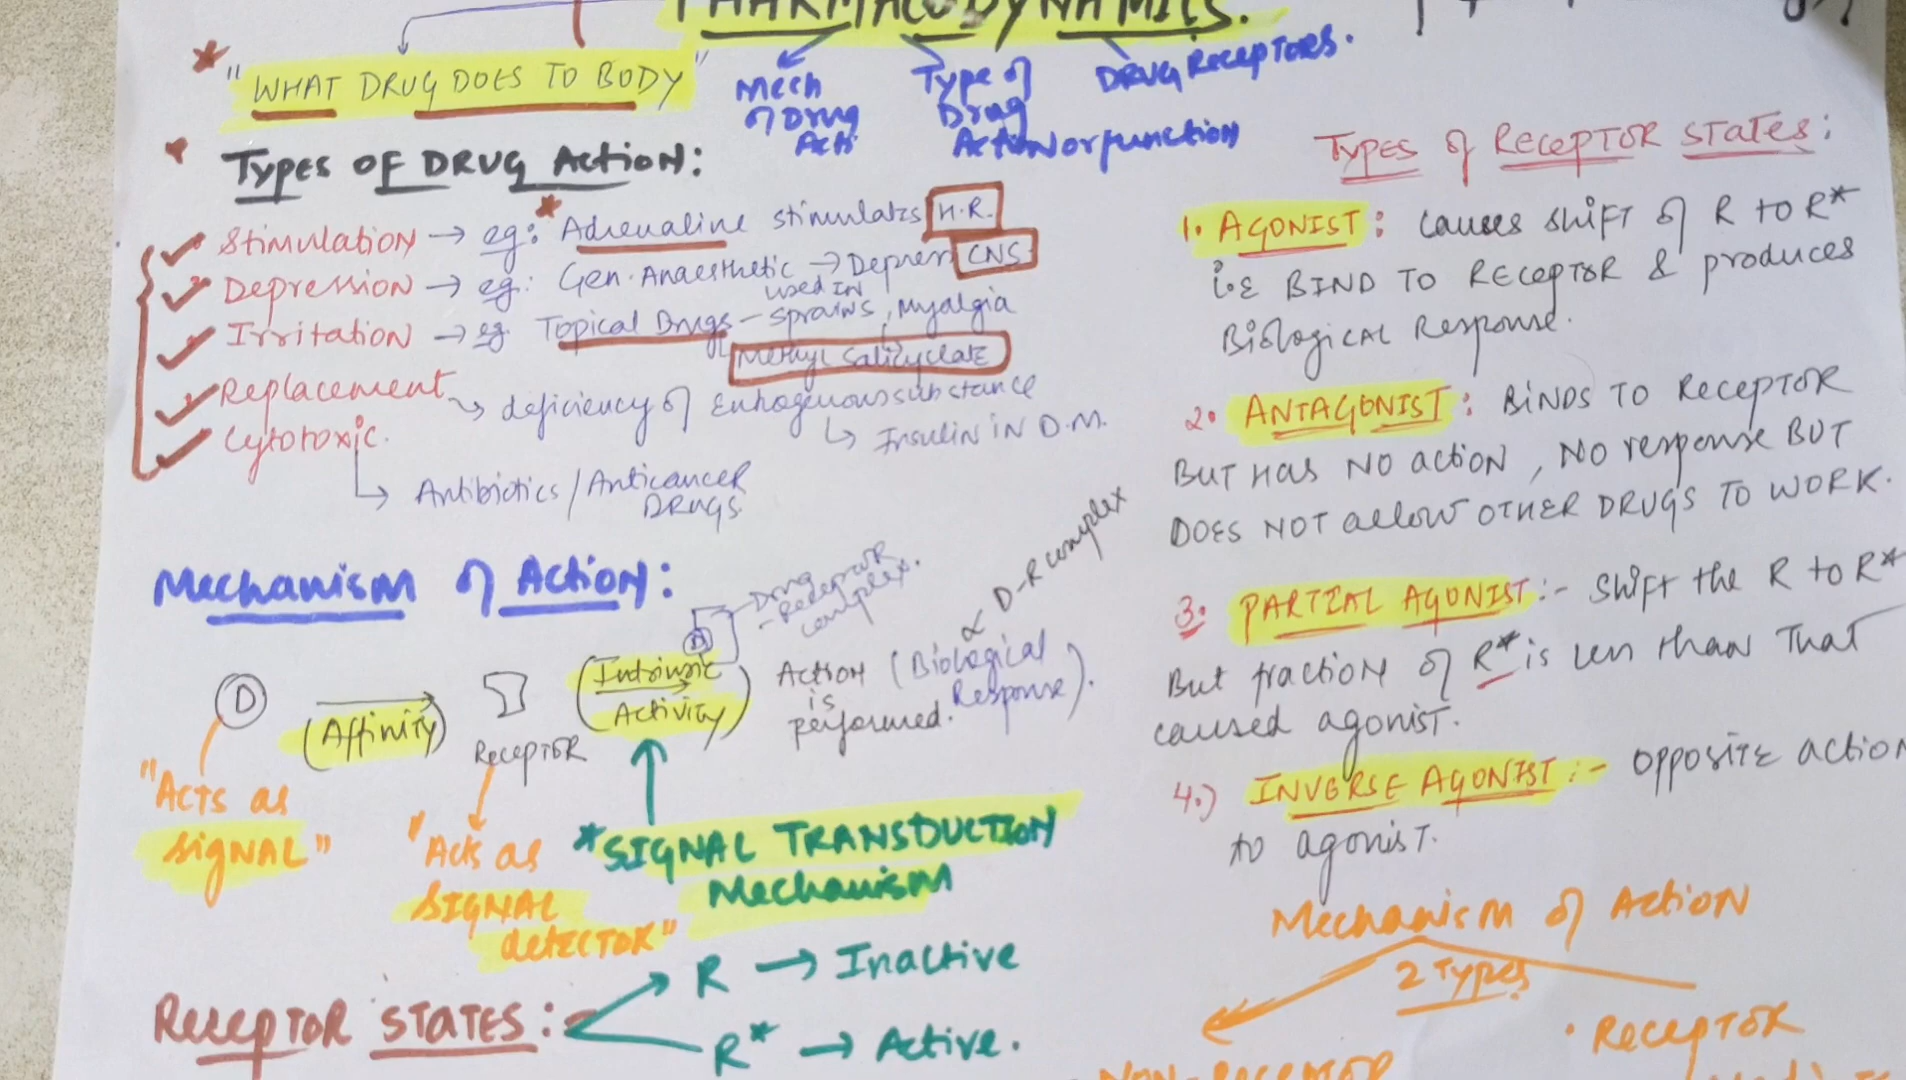 PHARMACODYNAMICS.
"WHAT DRUG DOES TO BODY"
Mech of Drug Acti
Type of Drug Action or function
DRUG RECEPTORS.
TYPES OF DRUG ACTION:
Stimulation → eg: Adrenaline stimulates H.R.
Depression → eg: Gen. Anaesthetic → Depress CNS
Irritation → eg Topical Drugs - used in sprains, Myalgia
Methyl Salicyclate
Replacement → deficiency of Enhogenous substance
↳ Insulin in D.M.
Cytotoxic.
↳ Antibiotics / Anticancer
DRUGS
Mechanism of Action:
Drug
- Receptor
complex.
∝ D-R complex
D (Affinity) Receptor (Intrinsic Activity) D
Action is performed. (Biological Response).
"Acts as
signal"
"Acts as
signal
detector"
*SIGNAL TRANSDUCTION
Mechanism
Receptor states:-
R → Inactive
R* → Active.
Types of Receptor States:
1. AGONIST: causes shift of R to R*
i.e BIND TO RECEPTOR & produces
Biological Response.
2. ANTAGONIST: BINDS TO RECEPTOR
BUT HAS NO action, NO response BUT
DOES NOT allow OTHER DRUGS TO WORK.
3. PARTIAL AGONIST:- Shift the R to R*
But fraction of R* is less than that
caused agonist.
4.) INVERSE AGONIST:- opposite action
to agonist.
Mechanism of Action
2 Types
• Receptor
NON-RECEPTOR